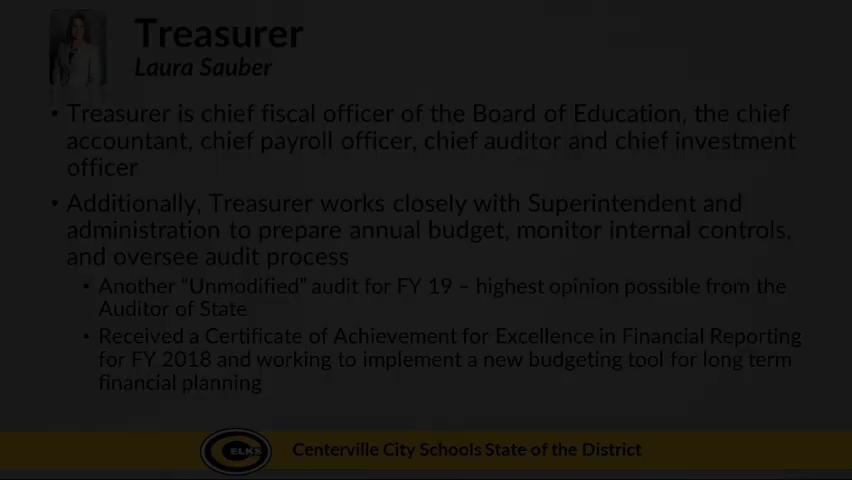 Treasurer
Laura Sauber
• Treasurer is chief fiscal officer of the Board of Education, the chief
accountant, chief payroll officer, chief auditor and chief investment
officer
• Additionally, Treasurer works closely with Superintendent and
administration to prepare annual budget, monitor internal controls,
and oversee audit process
• Another “Unmodified” audit for FY 19 – highest opinion possible from the
Auditor of State
• Received a Certificate of Achievement for Excellence in Financial Reporting
for FY 2018 and working to implement a new budgeting tool for long term
financial planning
ELKS
Centerville City Schools State of the District